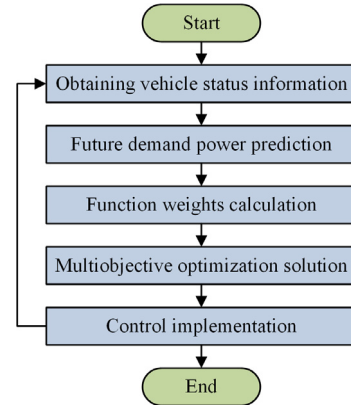 Start
Obtaining vehicle status information
Future demand power prediction
Function weights calculation
Multiobjective optimization solution
Control implementation
End